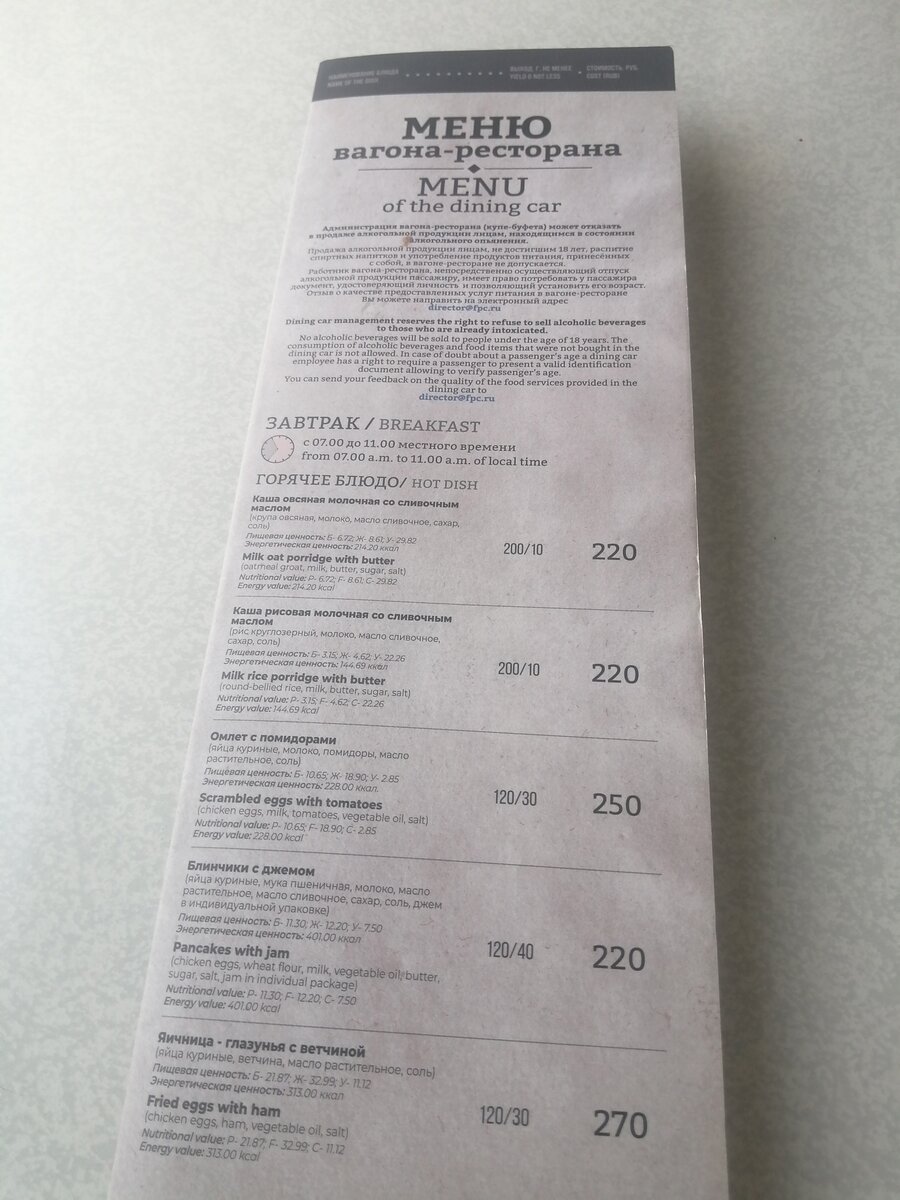 НАИМЕНОВАНИЕ БЛЮДА
NAME OF THE DISH
ВЫХОД, Г, НЕ МЕНЕЕ
YIELD G NOT LESS
СТОИМОСТЬ, РУБ.
COST (RUB)
МЕНЮ
вагона-ресторана
MENU
of the dining car
Администрация вагона-ресторана (купе-буфета) может отказать
в продаже алкогольной продукции лицам, находящимся в состоянии
алкогольного опьянения.
Продажа алкогольной продукции лицам, не достигшим 18 лет, распитие
спиртных напитков и употребление продуктов питания, принесённых
с собой, в вагоне-ресторане не допускается.
Работник вагона-ресторана, непосредственно осуществляющий отпуск
алкогольной продукции пассажиру, имеет право потребовать у пассажира
документ, удостоверяющий личность и позволяющий установить его возраст.
Отзыв о качестве предоставленных услуг питания в вагоне-ресторане
Вы можете направить на электронный адрес
director@fpc.ru
Dining car management reserves the right to refuse to sell alcoholic beverages
to those who are already intoxicated.
No alcoholic beverages will be sold to people under the age of 18 years. The
consumption of alcoholic beverages and food items that were not bought in the
dining car is not allowed. In case of doubt about a passenger's age a dining car
employee has a right to require a passenger to present a valid identification
document allowing to verify passenger's age.
You can send your feedback on the quality of the food services provided in the
dining car to
director@fpc.ru
ЗАВТРАК / BREAKFAST
с 07.00 до 11.00 местного времени
from 07.00 a.m. to 11.00 a.m. of local time
ГОРЯЧЕЕ БЛЮДО/ HOT DISH
Каша овсяная молочная со сливочным
маслом
(крупа овсяная, молоко, масло сливочное, сахар,
соль)
Пищевая ценность: Б- 6.72; Ж- 8.61; У- 29.82
Энергетическая ценность: 214.20 ккал
Milk oat porridge with butter
(oatmeal groat, milk, butter, sugar, salt)
Nutritional value: P- 6.72; F- 8.61; C- 29.82
Energy value: 214.20 kcal
200/10 220
Каша рисовая молочная со сливочным
маслом
(рис круглозерный, молоко, масло сливочное,
сахар, соль)
Пищевая ценность: Б- 3.15; Ж- 4.62; У- 22.26
Энергетическая ценность: 144.69 ккал
Milk rice porridge with butter
(round-bellied rice, milk, butter, sugar, salt)
Nutritional value: P- 3.15; F- 4.62; C- 22.26
Energy value: 144.69 kcal
200/10 220
Омлет с помидорами
(яйца куриные, молоко, помидоры, масло
растительное, соль)
Пищевая ценность: Б- 10.65; Ж- 18.90; У- 2.85
Энергетическая ценность: 228.00 ккал.
Scrambled eggs with tomatoes
(chicken eggs, milk, tomatoes, vegetable oil, salt)
Nutritional value: P- 10.65; F- 18.90; C- 2.85
Energy value: 228.00 kcal
120/30 250
Блинчики с джемом
(яйца куриные, мука пшеничная, молоко, масло
растительное, масло сливочное, сахар, соль, джем
в индивидуальной упаковке)
Пищевая ценность: Б- 11.30; Ж- 12.20; У- 7.50
Энергетическая ценность: 401.00 ккал
Pancakes with jam
(chicken eggs, wheat flour, milk, vegetable oil, butter,
sugar, salt, jam in individual package)
Nutritional value: P- 11.30; F- 12.20; C- 7.50
Energy value: 401.00 kcal
120/40 220
Яичница - глазунья с ветчиной
(яйца куриные, ветчина, масло растительное, соль)
Пищевая ценность: Б- 21.87; Ж- 32.99; У- 11.12
Энергетическая ценность: 313.00 ккал
Fried eggs with ham
(chicken eggs, ham, vegetable oil, salt)
Nutritional value: P- 21.87; F- 32.99; C- 11.12
Energy value: 313.00 kcal
120/30 270